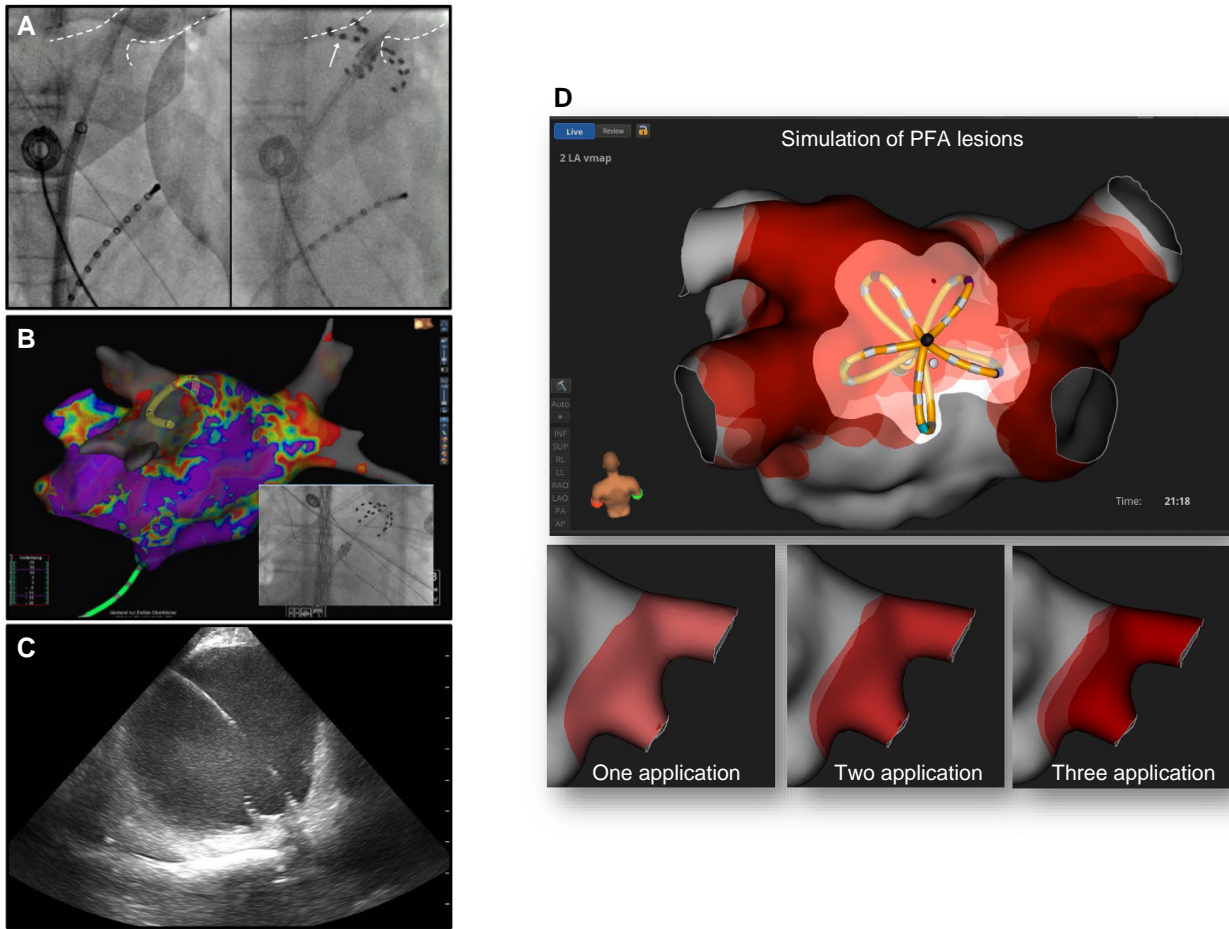 A
B
C
D
Live
Review
Simulation of PFA lesions
2 LA vmap
Auto
INF
SUP
RL
LL
RAO
LAO
PA
AP
Time: 21:18
One application
Two application
Three application